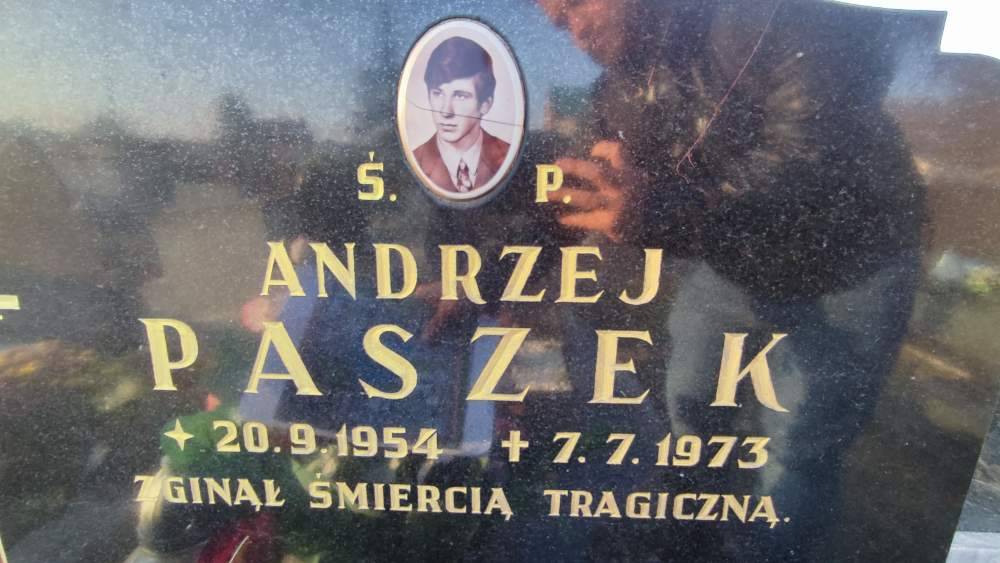 Ś. P.
ANDRZEJ
PASZEK
20.9.1954 7.7.1973
ZGINĄŁ ŚMIERCIĄ TRAGICZNĄ.